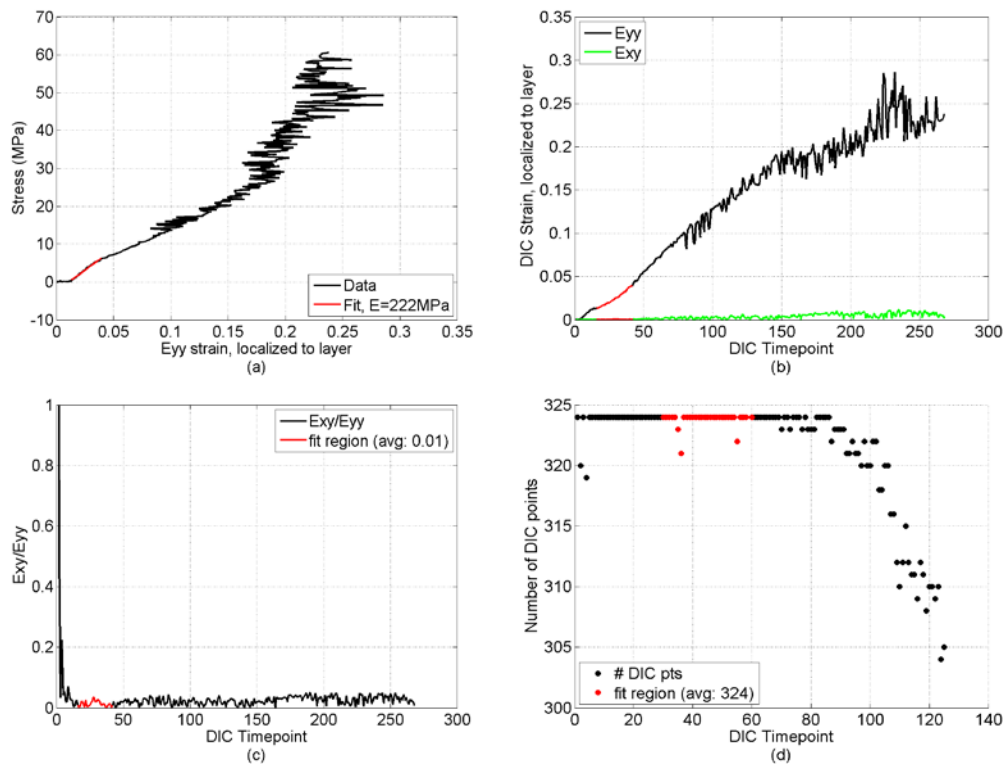 70
60
50
40
30
20
10
0
-10
Stress (MPa)
0 0.05 0.1 0.15 0.2 0.25 0.3 0.35
Eyy strain, localized to layer
(a)
Data
Fit, E=222MPa
0.35
0.3
0.25
0.2
0.15
0.1
0.05
0
DIC Strain, localized to layer
0 50 100 150 200 250 300
DIC Timepoint
(b)
Eyy
Exy
1
0.8
0.6
0.4
0.2
0
Exy/Eyy
0 50 100 150 200 250 300
DIC Timepoint
(c)
Exy/Eyy
fit region (avg: 0.01)
325
320
315
310
305
300
Number of DIC points
0 20 40 60 80 100 120 140
DIC Timepoint
(d)
# DIC pts
fit region (avg: 324)